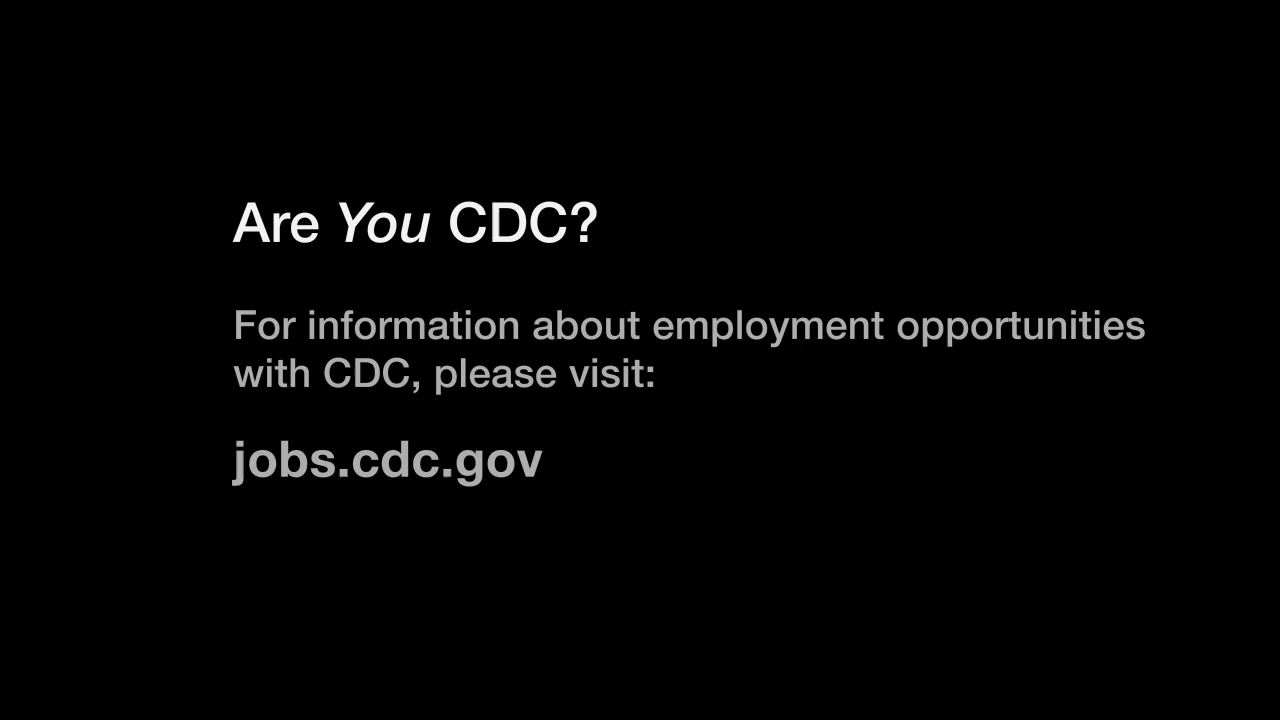 Are You CDC?
For information about employment opportunities
with CDC, please visit:
jobs.cdc.gov